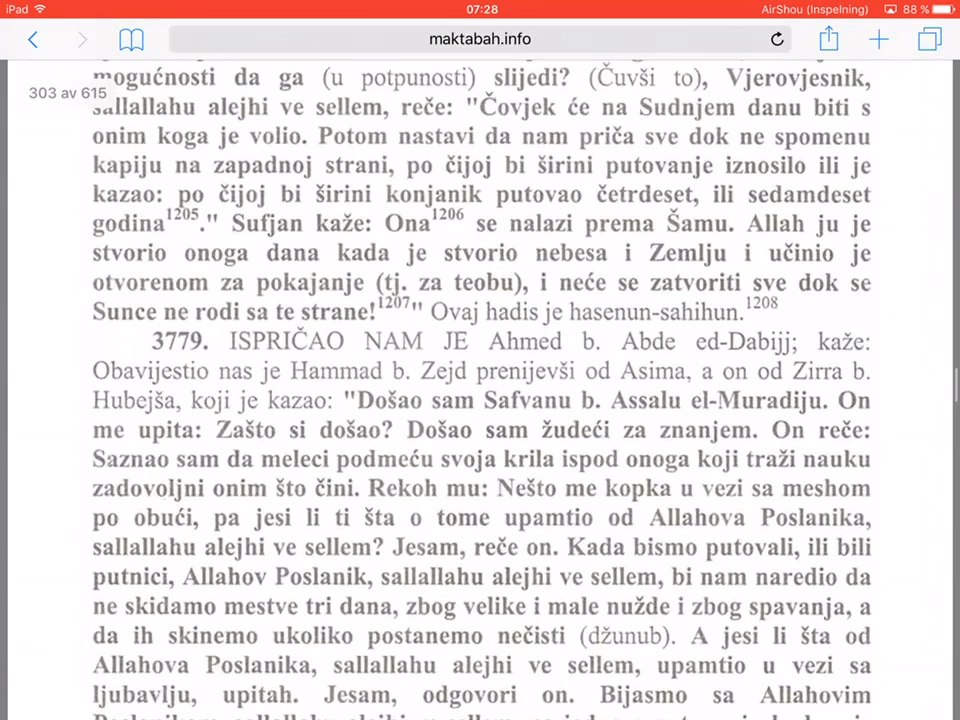 iPad 07:28 AirShou (Inspelning) 88 %
maktabah.info
mogućnosti da ga (u potpunosti) slijedi? (Čuvši to), Vjerovjesnik,
303 av 615
sallallahu alejhi ve sellem, reče: "Čovjek će na Sudnjem danu biti s
onim koga je volio. Potom nastavi da nam priča sve dok ne spomenu
kapiju na zapadnoj strani, po čijoj bi širini putovanje iznosilo ili je
kazao: po čijoj bi širini konjanik putovao četrdeset, ili sedamdeset
godina1205." Sufjan kaže: Ona1206 se nalazi prema Šamu. Allah ju je
stvorio onoga dana kada je stvorio nebesa i Zemlju i učinio je
otvorenom za pokajanje (tj. za teobu), i neće se zatvoriti sve dok se
Sunce ne rodi sa te strane!1207" Ovaj hadis je hasenun-sahihun.1208
3779. ISPRIČAO NAM JE Ahmed b. Abde ed-Dabijj; kaže:
Obavijestio nas je Hammad b. Zejd prenijevši od Asima, a on od Zirra b.
Hubejša, koji je kazao: "Došao sam Safvanu b. Assalu el-Muradiju. On
me upita: Zašto si došao? Došao sam žudeći za znanjem. On reče:
Saznao sam da meleci podmeću svoja krila ispod onoga koji traži nauku
zadovoljni onim što čini. Rekoh mu: Nešto me kopka u vezi sa meshom
po obući, pa jesi li ti šta o tome upamtio od Allahova Poslanika,
sallallahu alejhi ve sellem? Jesam, reče on. Kada bismo putovali, ili bili
putnici, Allahov Poslanik, sallallahu alejhi ve sellem, bi nam naredio da
ne skidamo mestve tri dana, zbog velike i male nužde i zbog spavanja, a
da ih skinemo ukoliko postanemo nečisti (džunub). A jesi li šta od
Allahova Poslanika, sallallahu alejhi ve sellem, upamtio u vezi sa
ljubavlju, upitah. Jesam, odgovori on. Bijasmo sa Allahovim